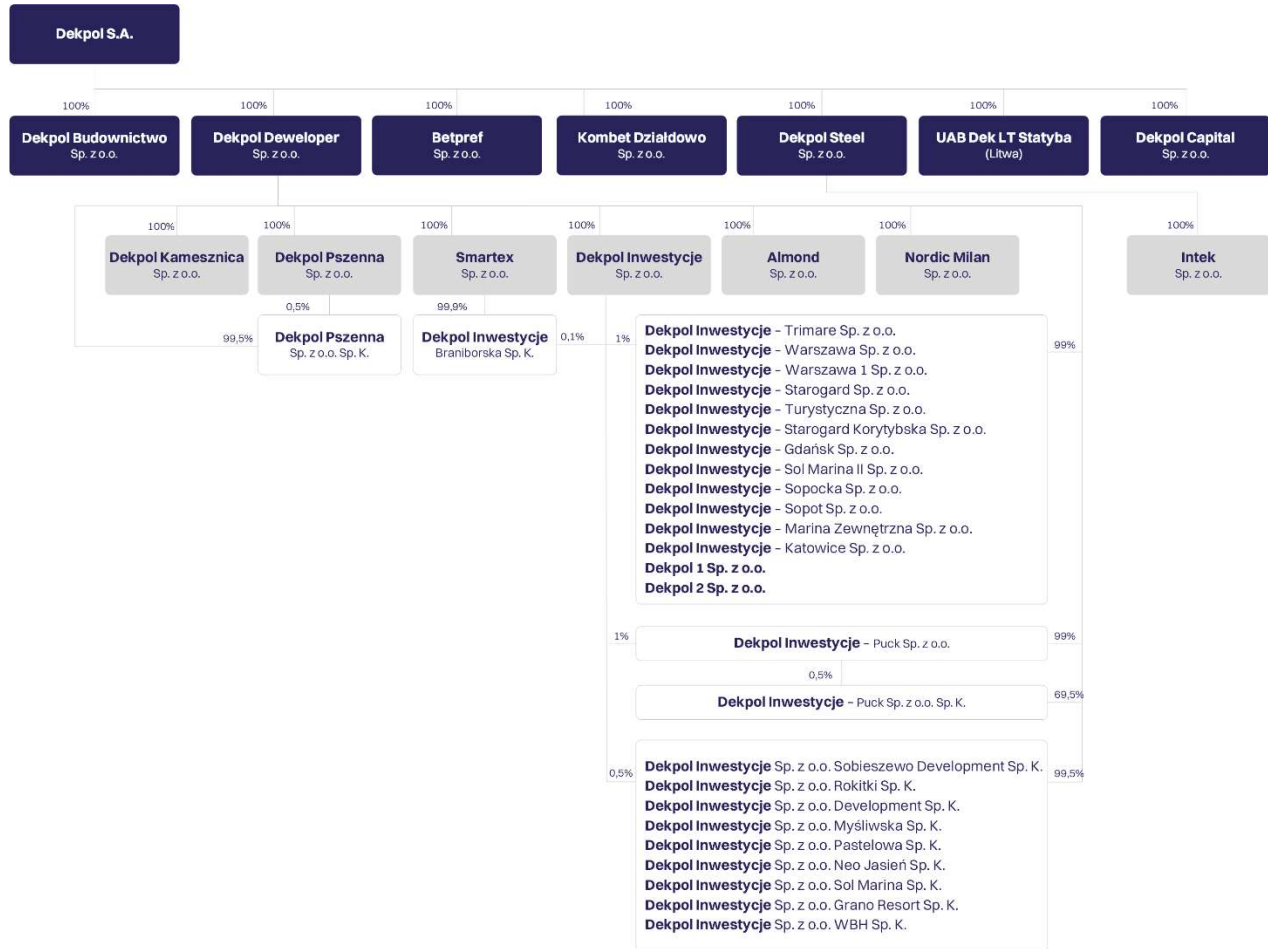 Dekpol S.A.
100%
100%
100%
100%
100%
100%
100%
Dekpol Budownictwo
Sp. z o.o.
Dekpol Deweloper
Sp. z o.o.
Betpref
Sp. z o.o.
Kombet Działdowo
Sp. z o.o.
Dekpol Steel
Sp. z o.o.
UAB Dek LT Statyba
(Litwa)
Dekpol Capital
Sp. z o.o.
100%
100%
100%
100%
100%
100%
100%
Dekpol Kamesznica
Sp. z o.o.
Dekpol Pszenna
Sp. z o.o.
Smartex
Sp. z o.o.
Dekpol Inwestycje
Sp. z o.o.
Almond
Sp. z o.o.
Nordic Milan
Sp. z o.o.
Intek
Sp. z o.o.
0,5%
99,9%
99,5%
Dekpol Pszenna
Sp. z o.o. Sp. K.
Dekpol Inwestycje
Braniborska Sp. K.
0,1%
1%
99%
Dekpol Inwestycje – Trimare Sp. z o.o.
Dekpol Inwestycje – Warszawa Sp. z o.o.
Dekpol Inwestycje – Warszawa 1 Sp. z o.o.
Dekpol Inwestycje – Starogard Sp. z o.o.
Dekpol Inwestycje – Turystyczna Sp. z o.o.
Dekpol Inwestycje – Starogard Korytybska Sp. z o.o.
Dekpol Inwestycje – Gdańsk Sp. z o.o.
Dekpol Inwestycje – Sol Marina II Sp. z o.o.
Dekpol Inwestycje – Sopocka Sp. z o.o.
Dekpol Inwestycje – Sopot Sp. z o.o.
Dekpol Inwestycje – Marina Zewnętrzna Sp. z o.o.
Dekpol Inwestycje – Katowice Sp. z o.o.
Dekpol 1 Sp. z o.o.
Dekpol 2 Sp. z o.o.
1%
Dekpol Inwestycje – Puck Sp. z o.o.
99%
0,5%
Dekpol Inwestycje – Puck Sp. z o.o. Sp. K.
69,5%
0,5%
99,5%
Dekpol Inwestycje Sp. z o.o. Sobieszewo Development Sp. K.
Dekpol Inwestycje Sp. z o.o. Rokitki Sp. K.
Dekpol Inwestycje Sp. z o.o. Development Sp. K.
Dekpol Inwestycje Sp. z o.o. Myśliwska Sp. K.
Dekpol Inwestycje Sp. z o.o. Pastelowa Sp. K.
Dekpol Inwestycje Sp. z o.o. Neo Jasień Sp. K.
Dekpol Inwestycje Sp. z o.o. Sol Marina Sp. K.
Dekpol Inwestycje Sp. z o.o. Grano Resort Sp. K.
Dekpol Inwestycje Sp. z o.o. WBH Sp. K.